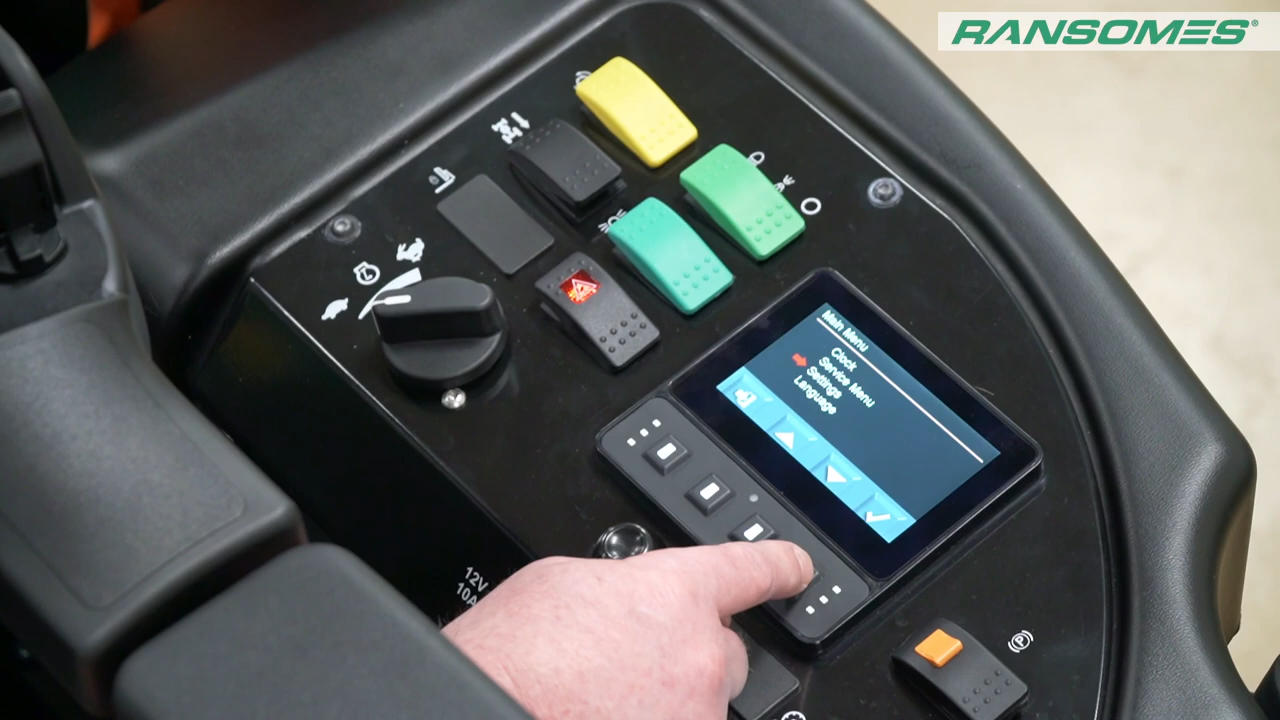 RANSOMES®
Main Menu
Clock
Service Menu
Settings
Language
12V
10A
P